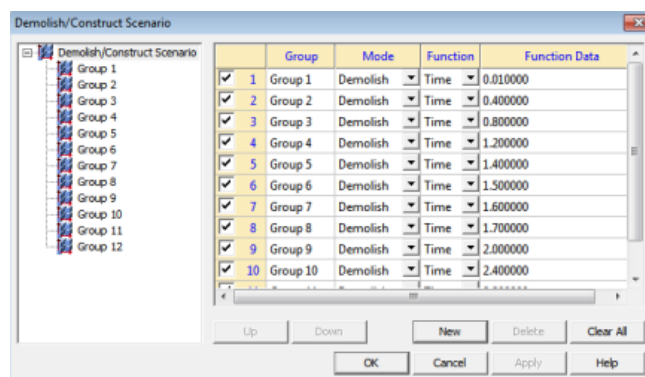 Demolish/Construct Scenario
Demolish/Construct Scenario
Group 1
Group 2
Group 3
Group 4
Group 5
Group 6
Group 7
Group 8
Group 9
Group 10
Group 11
Group 12
Group Mode Function Function Data
1 Group 1 Demolish Time 0.010000
2 Group 2 Demolish Time 0.400000
3 Group 3 Demolish Time 0.800000
4 Group 4 Demolish Time 1.200000
5 Group 5 Demolish Time 1.400000
6 Group 6 Demolish Time 1.500000
7 Group 7 Demolish Time 1.600000
8 Group 8 Demolish Time 1.700000
9 Group 9 Demolish Time 2.000000
10 Group 10 Demolish Time 2.400000
Up Down New Delete Clear All
OK Cancel Apply Help